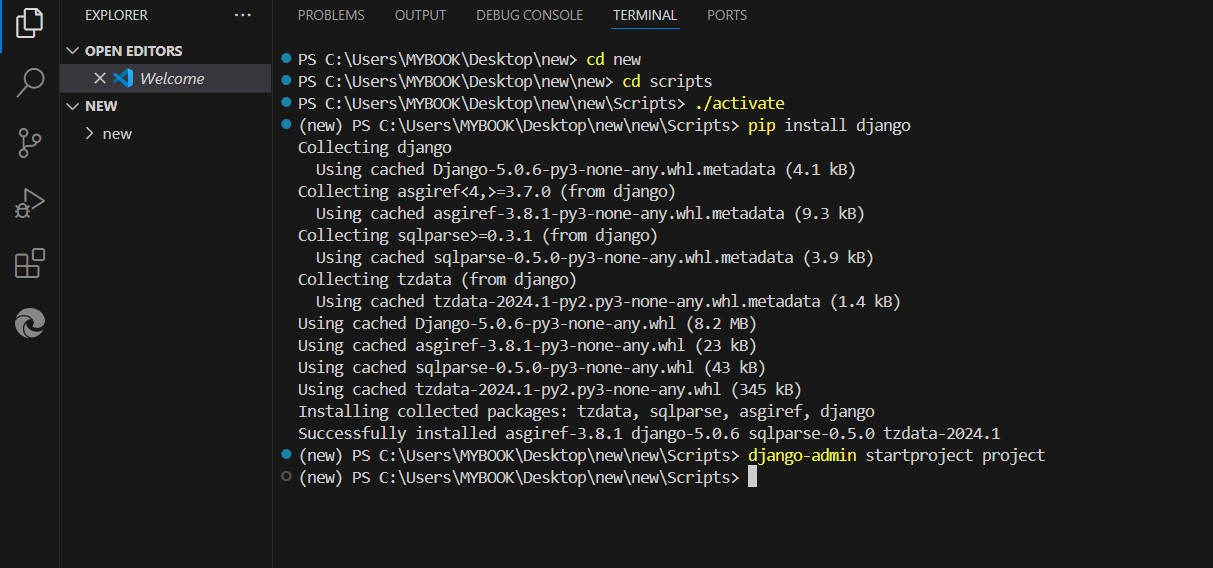 EXPLORER
OPEN EDITORS
Welcome
NEW
new
PROBLEMS OUTPUT DEBUG CONSOLE TERMINAL PORTS
PS C:\Users\MYBOOK\Desktop\new> cd new
PS C:\Users\MYBOOK\Desktop\new\new> cd scripts
PS C:\Users\MYBOOK\Desktop\new\new\Scripts> ./activate
(new) PS C:\Users\MYBOOK\Desktop\new\new\Scripts> pip install django
Collecting django
  Using cached Django-5.0.6-py3-none-any.whl.metadata (4.1 kB)
Collecting asgiref<4,>=3.7.0 (from django)
  Using cached asgiref-3.8.1-py3-none-any.whl.metadata (9.3 kB)
Collecting sqlparse>=0.3.1 (from django)
  Using cached sqlparse-0.5.0-py3-none-any.whl.metadata (3.9 kB)
Collecting tzdata (from django)
  Using cached tzdata-2024.1-py2.py3-none-any.whl.metadata (1.4 kB)
Using cached Django-5.0.6-py3-none-any.whl (8.2 MB)
Using cached asgiref-3.8.1-py3-none-any.whl (23 kB)
Using cached sqlparse-0.5.0-py3-none-any.whl (43 kB)
Using cached tzdata-2024.1-py2.py3-none-any.whl (345 kB)
Installing collected packages: tzdata, sqlparse, asgiref, django
Successfully installed asgiref-3.8.1 django-5.0.6 sqlparse-0.5.0 tzdata-2024.1
(new) PS C:\Users\MYBOOK\Desktop\new\new\Scripts> django-admin startproject project
(new) PS C:\Users\MYBOOK\Desktop\new\new\Scripts>